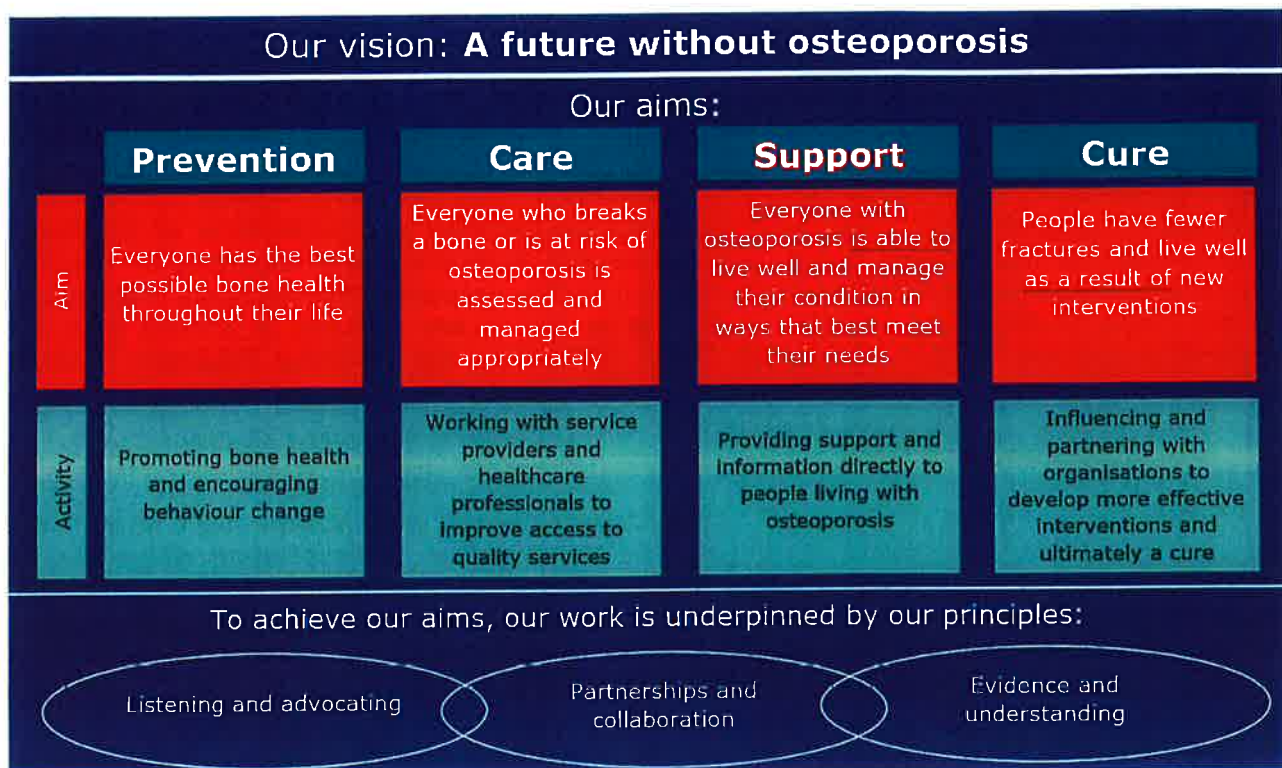 Our vision: A future without osteoporosis
Our aims:
Prevention
Care
Support
Cure
Aim
Everyone has the best
possible bone health
throughout their life
Everyone who breaks
a bone or is at risk of
osteoporosis is
assessed and
managed
appropriately
Everyone with
osteoporosis is able to
live well and manage
their condition in
ways that best meet
their needs
People have fewer
fractures and live well
as a result of new
interventions
Activity
Promoting bone health
and encouraging
behaviour change
Working with service
providers and
healthcare
professionals to
improve access to
quality services
Providing support and
information directly to
people living with
osteoporosis
Influencing and
partnering with
organisations to
develop more effective
interventions and
ultimately a cure
To achieve our aims, our work is underpinned by our principles:
Listening and advocating
Partnerships and
collaboration
Evidence and
understanding